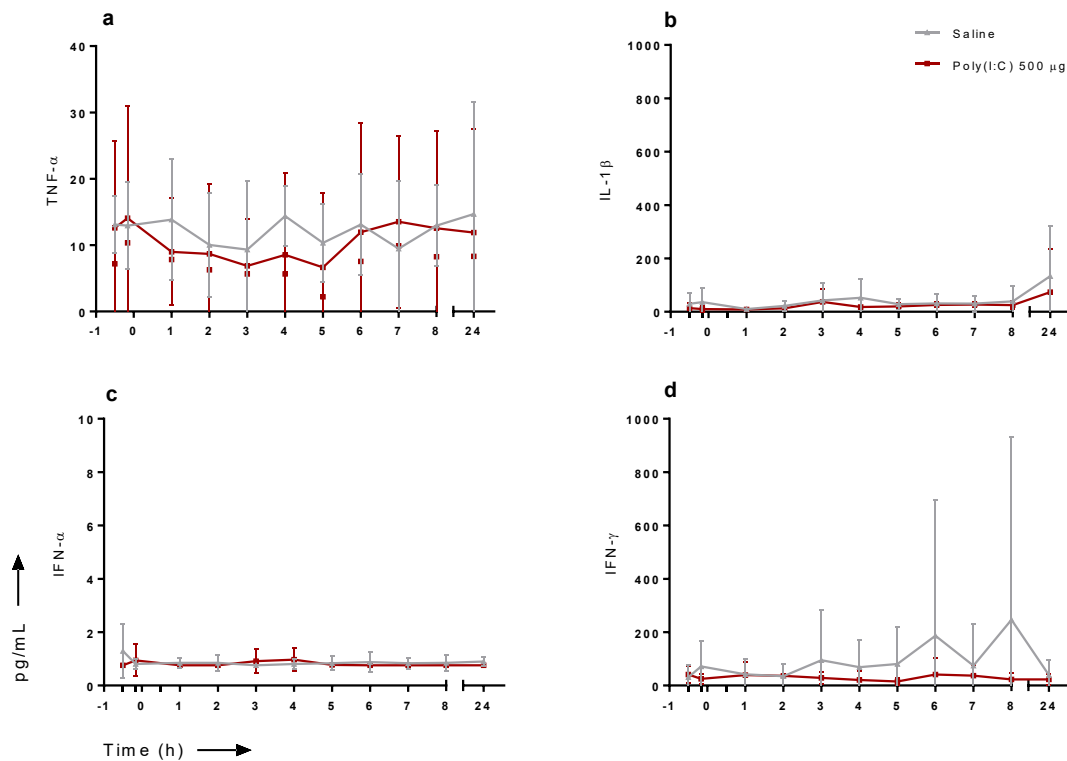 a
TNF-α
40
30
20
10
0
-1 0 1 2 3 4 5 6 7 8 24
b
Saline
Poly(I:C) 500 μg
IL-1β
1000
800
600
400
200
0
-1 0 1 2 3 4 5 6 7 8 24
c
IFN-α
10
8
6
4
2
0
-1 0 1 2 3 4 5 6 7 8 24
d
IFN-γ
1000
800
600
400
200
0
-1 0 1 2 3 4 5 6 7 8 24
pg/mL
Time (h)